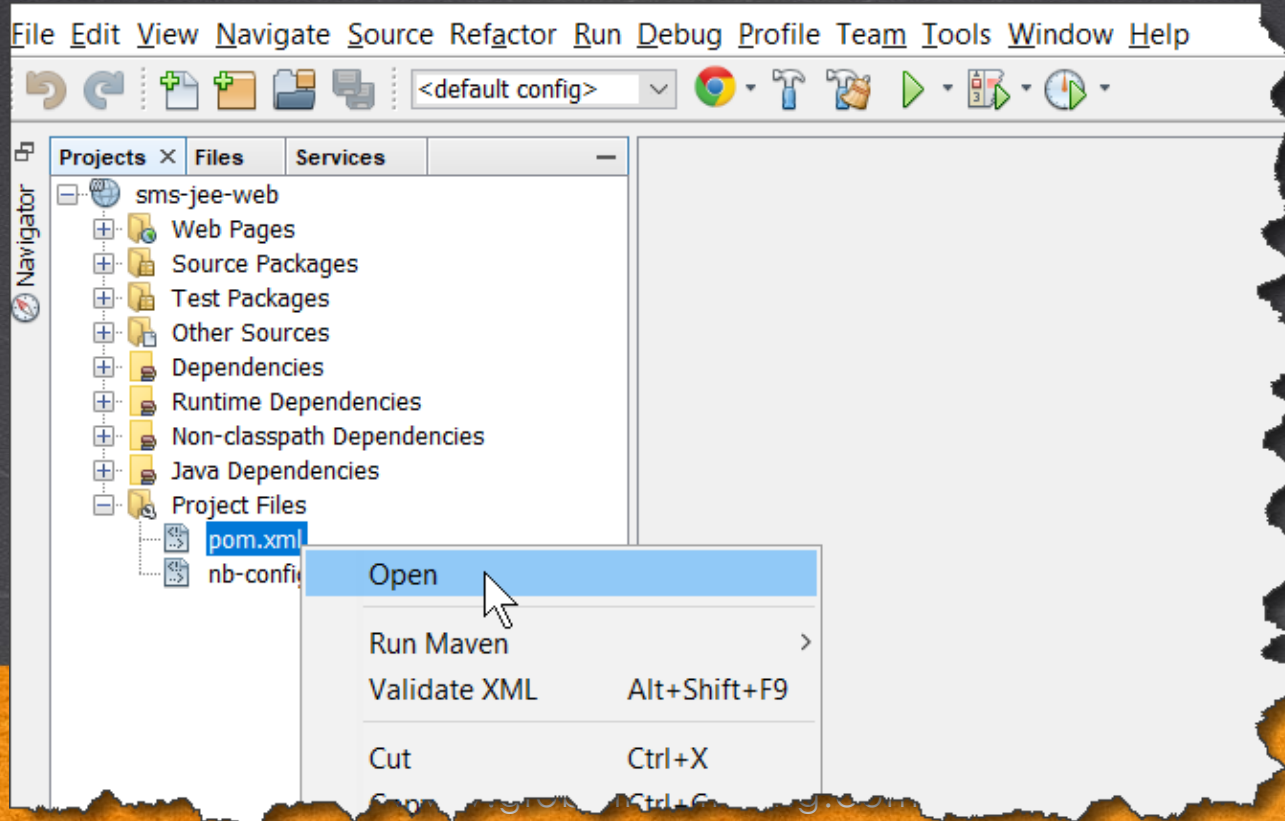 File Edit View Navigate Source Refactor Run Debug Profile Team Tools Window Help
<default config>
Projects Files Services
Navigator
sms-jee-web
Web Pages
Source Packages
Test Packages
Other Sources
Dependencies
Runtime Dependencies
Non-classpath Dependencies
Java Dependencies
Project Files
pom.xml
nb-confi
Open
Run Maven
Validate XML Alt+Shift+F9
Cut Ctrl+X